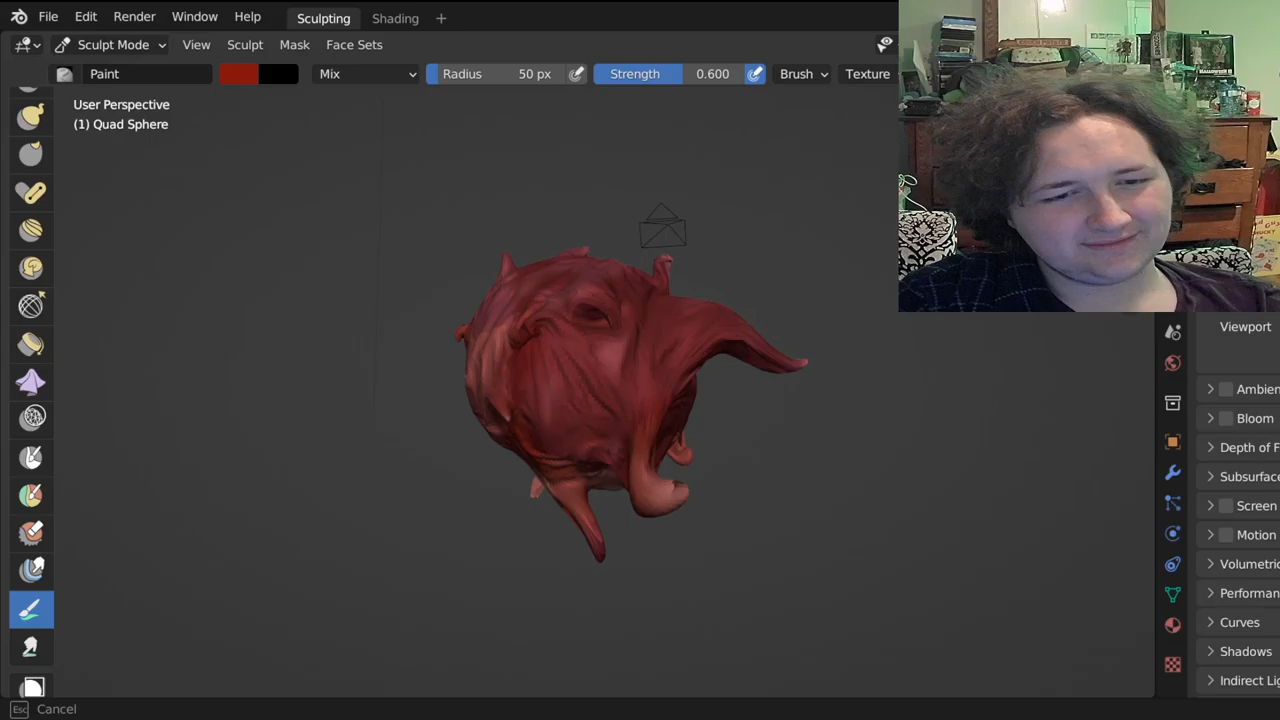 File Edit Render Window Help Sculpting Shading +
Sculpt Mode View Sculpt Mask Face Sets
Paint Mix Radius 50 px Strength 0.600 Brush Texture
User Perspective
(1) Quad Sphere
Viewport
Ambien
Bloom
Depth of F
Subsurface
Screen
Motion
Volumetric
Performan
Curves
Shadows
Indirect Lig
Esc Cancel